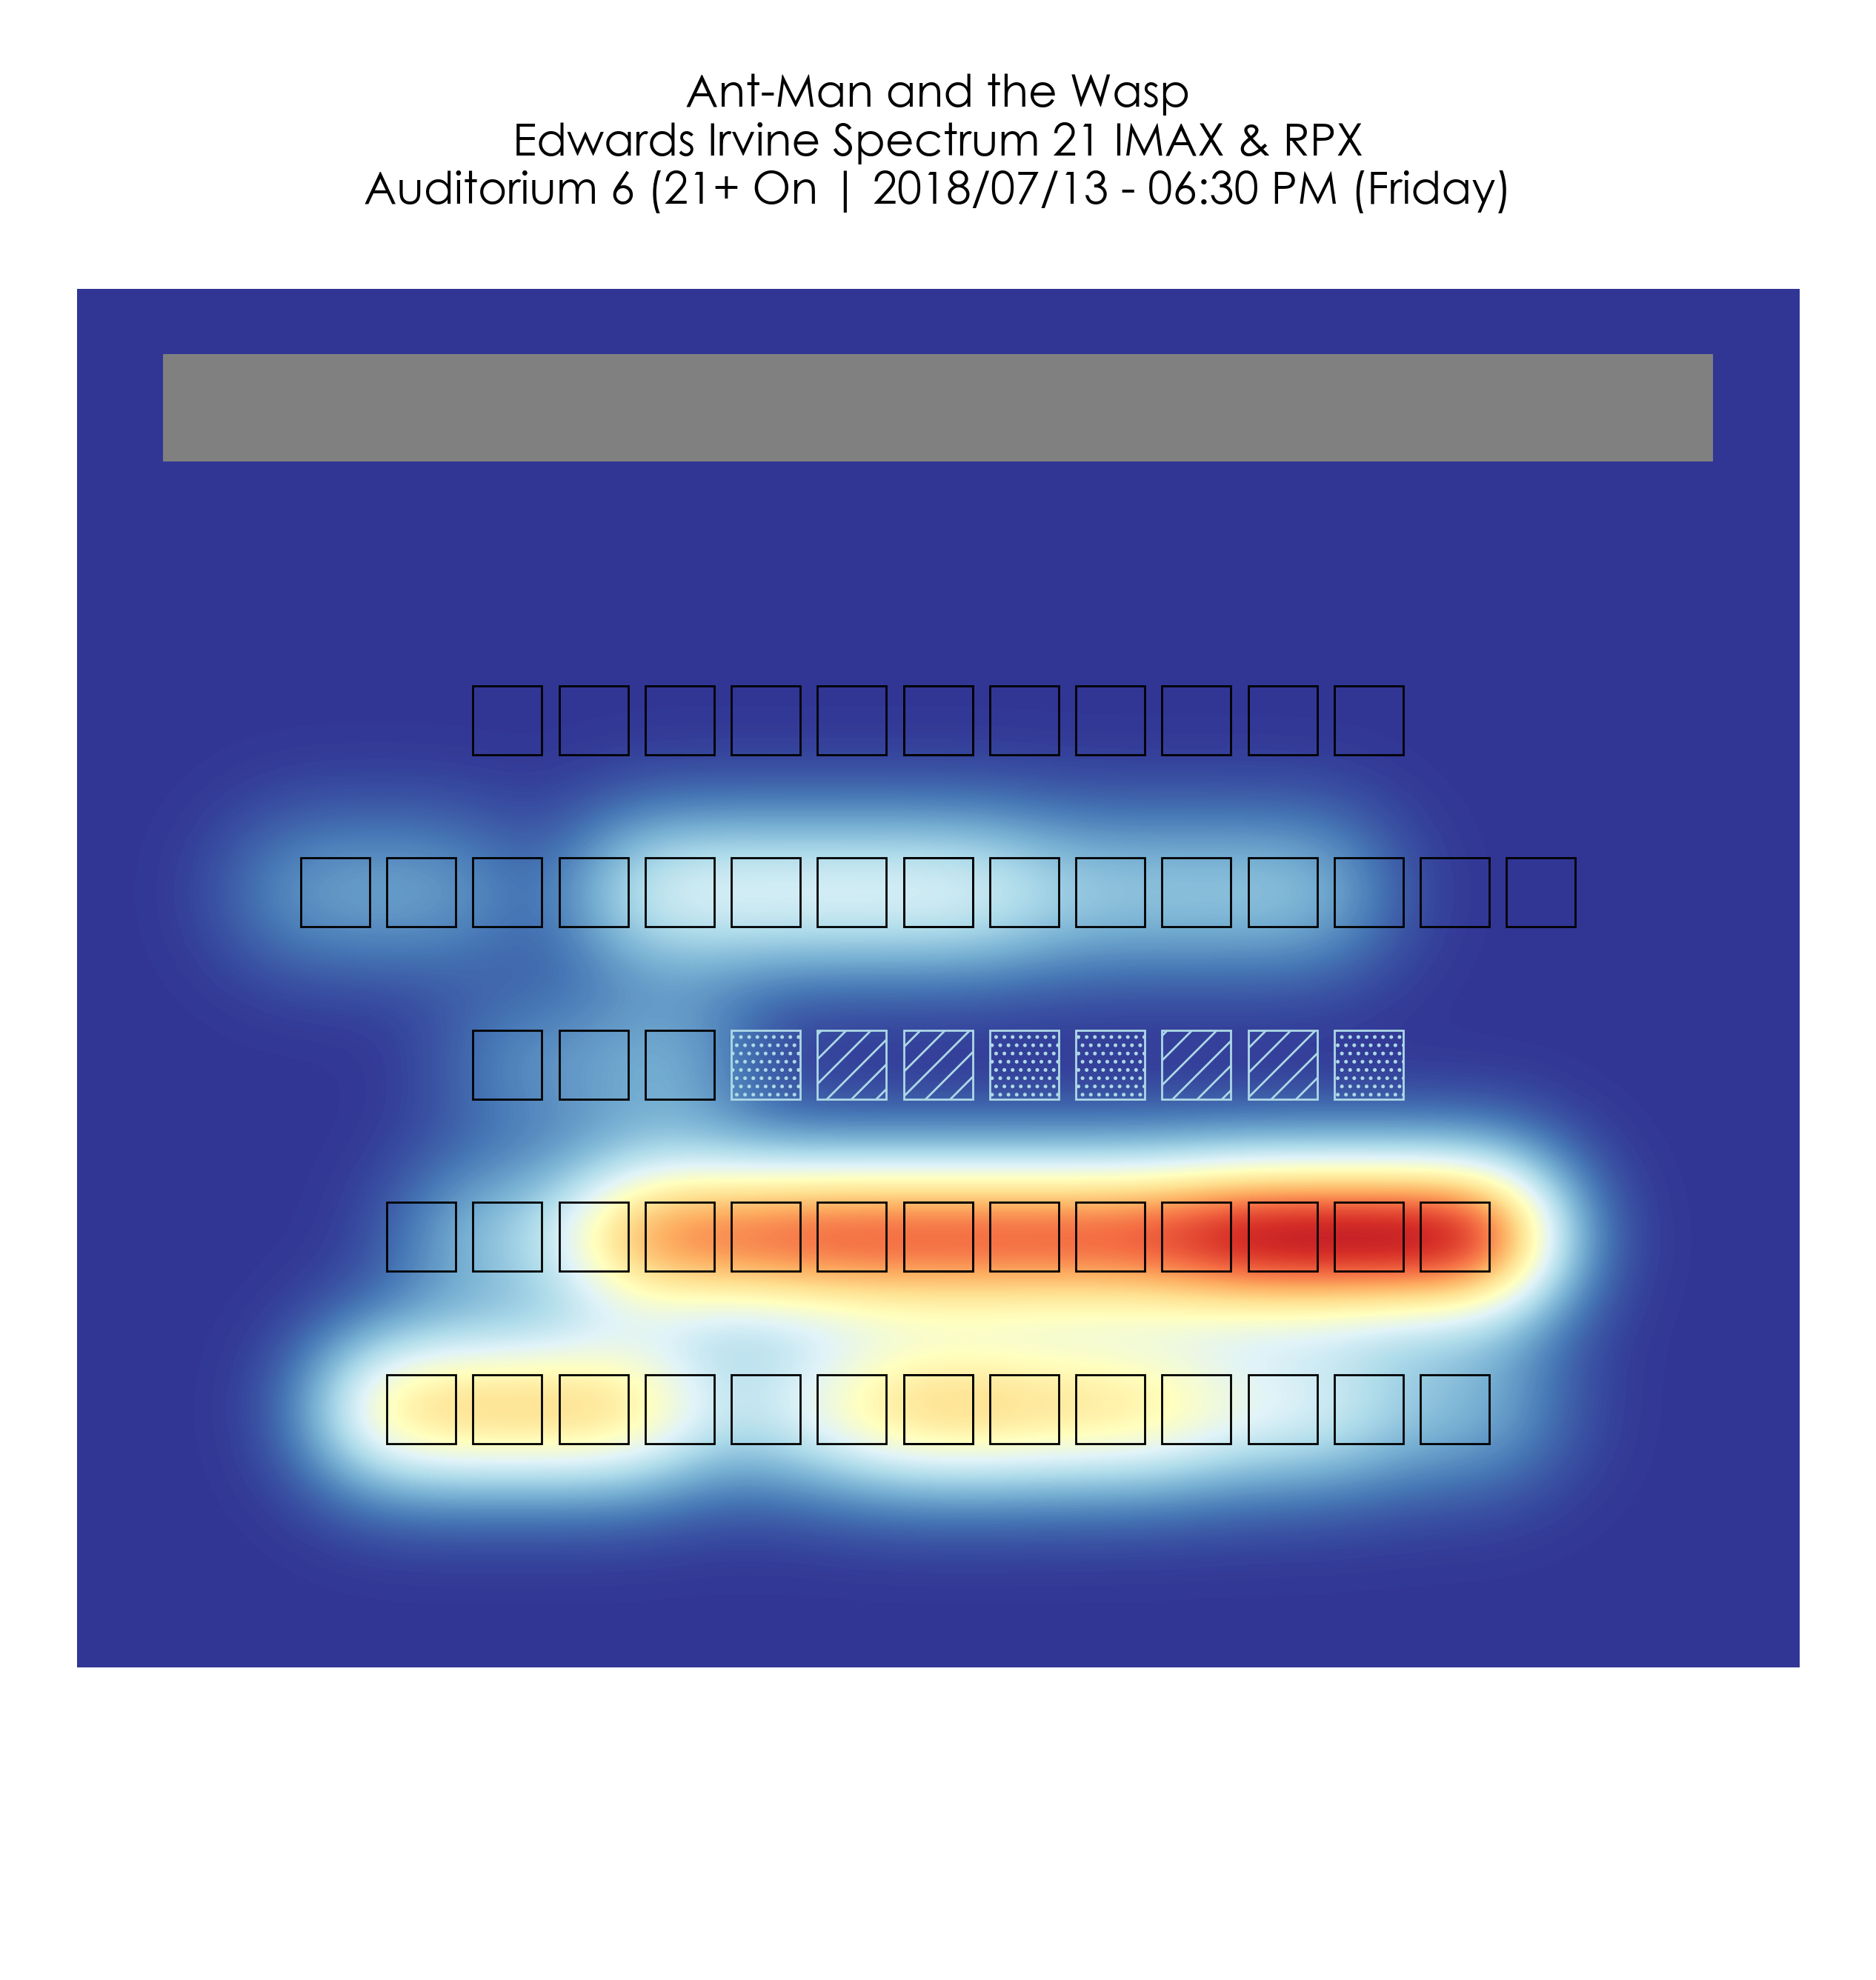 Ant-Man and the Wasp
Edwards Irvine Spectrum 21 IMAX & RPX
Auditorium 6 (21+ On | 2018/07/13 - 06:30 PM (Friday)